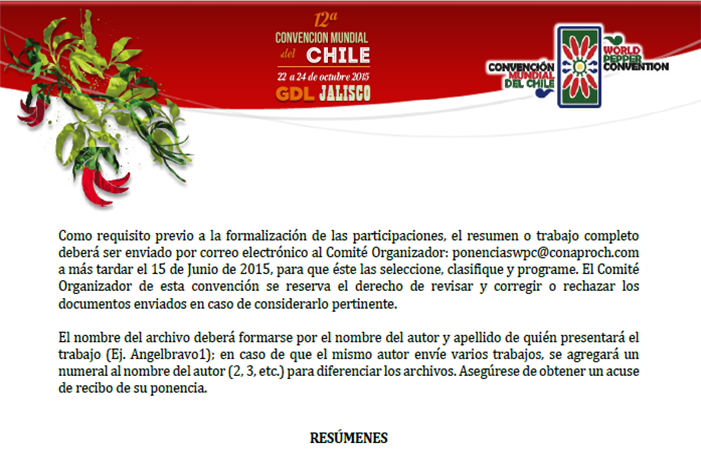 12ª
CONVENCION MUNDIAL
del CHILE
22 a 24 de octubre 2015
GDL JALISCO
CONVENCIÓN
MUNDIAL
DEL CHILE
WORLD
PEPPER
CONVENTION
Como requisito previo a la formalización de las participaciones, el resumen o trabajo completo
deberá ser enviado por correo electrónico al Comité Organizador: ponenciaswpc@conaproch.com
a más tardar el 15 de Junio de 2015, para que éste las seleccione, clasifique y programe. El Comité
Organizador de esta convención se reserva el derecho de revisar y corregir o rechazar los
documentos enviados en caso de considerarlo pertinente.
El nombre del archivo deberá formarse por el nombre del autor y apellido de quién presentará el
trabajo (Ej. Angelbravo1); en caso de que el mismo autor envíe varios trabajos, se agregará un
numeral al nombre del autor (2, 3, etc.) para diferenciar los archivos. Asegúrese de obtener un acuse
de recibo de su ponencia.
RESÚMENES